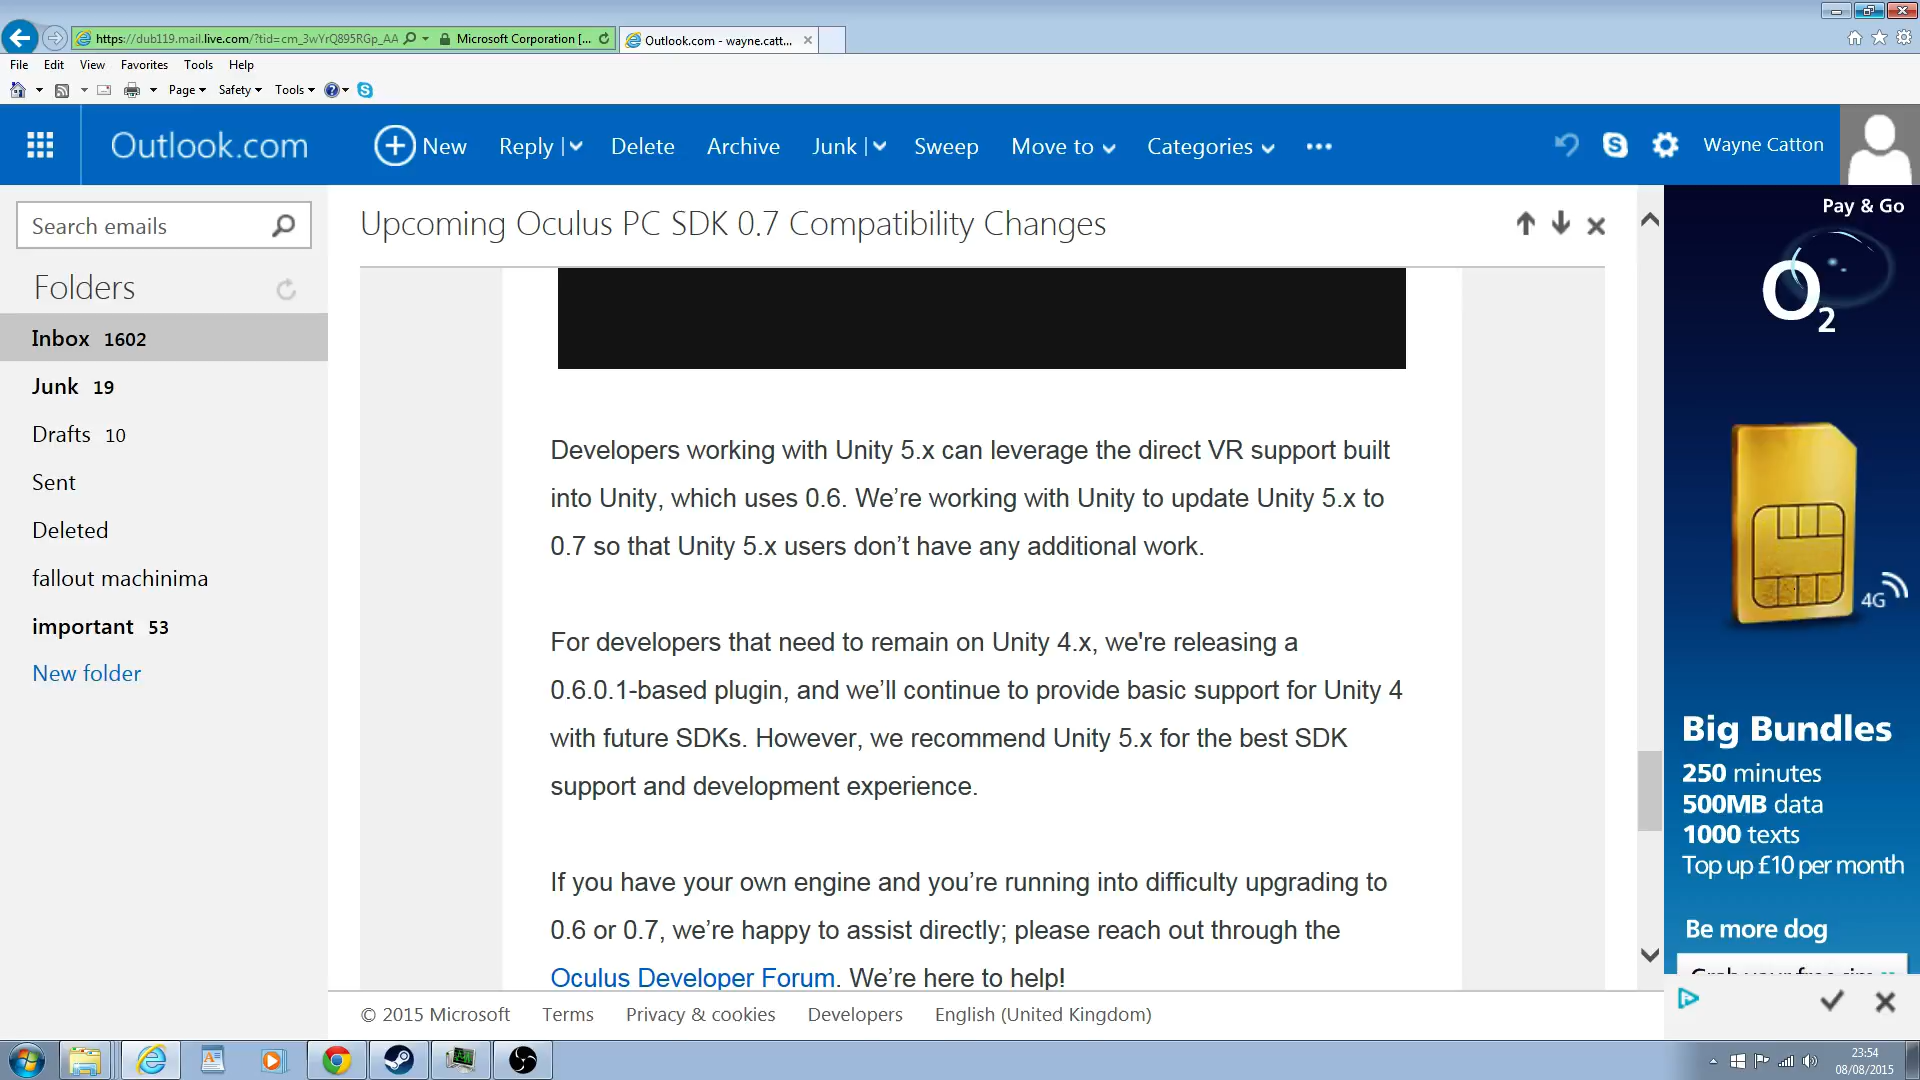 https://dub119.mail.live.com/?tid=cm_3wYrQ895RGp_AA
Microsoft Corporation [...
Outlook.com - wayne.catt...
File Edit View Favorites Tools Help
Page Safety Tools
Outlook.com
New Reply Delete Archive Junk Sweep Move to Categories
Wayne Catton
Search emails
Folders
Inbox 1602
Junk 19
Drafts 10
Sent
Deleted
fallout machinima
important 53
New folder
Upcoming Oculus PC SDK 0.7 Compatibility Changes
Developers working with Unity 5.x can leverage the direct VR support built
into Unity, which uses 0.6. We’re working with Unity to update Unity 5.x to
0.7 so that Unity 5.x users don’t have any additional work.
For developers that need to remain on Unity 4.x, we're releasing a
0.6.0.1-based plugin, and we’ll continue to provide basic support for Unity 4
with future SDKs. However, we recommend Unity 5.x for the best SDK
support and development experience.
If you have your own engine and you’re running into difficulty upgrading to
0.6 or 0.7, we’re happy to assist directly; please reach out through the
Oculus Developer Forum. We’re here to help!
© 2015 Microsoft Terms Privacy & cookies Developers English (United Kingdom)
Pay & Go
O2
4G
Big Bundles
250 minutes
500MB data
1000 texts
Top up £10 per month
Be more dog
23:54
08/08/2015